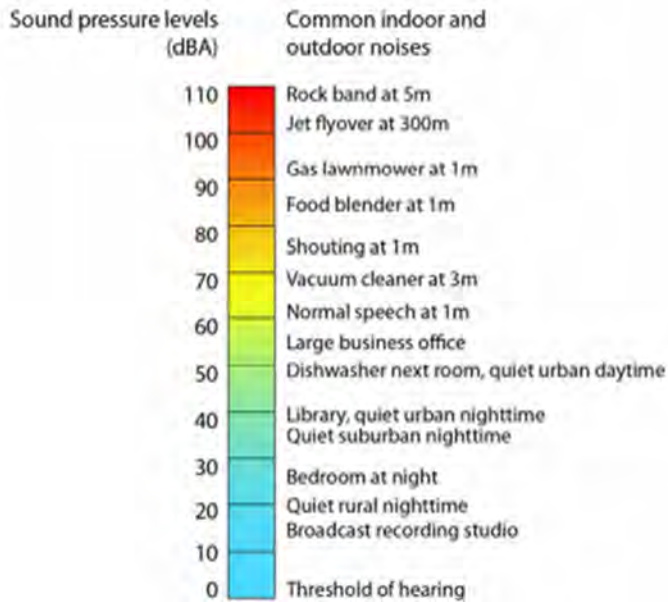 Sound pressure levels
(dBA)
Common indoor and
outdoor noises
110
Rock band at 5m
Jet flyover at 300m
100
Gas lawnmower at 1m
90
Food blender at 1m
80
Shouting at 1m
70
Vacuum cleaner at 3m
Normal speech at 1m
60
Large business office
50
Dishwasher next room, quiet urban daytime
40
Library, quiet urban nighttime
Quiet suburban nighttime
30
Bedroom at night
20
Quiet rural nighttime
Broadcast recording studio
10
0
Threshold of hearing